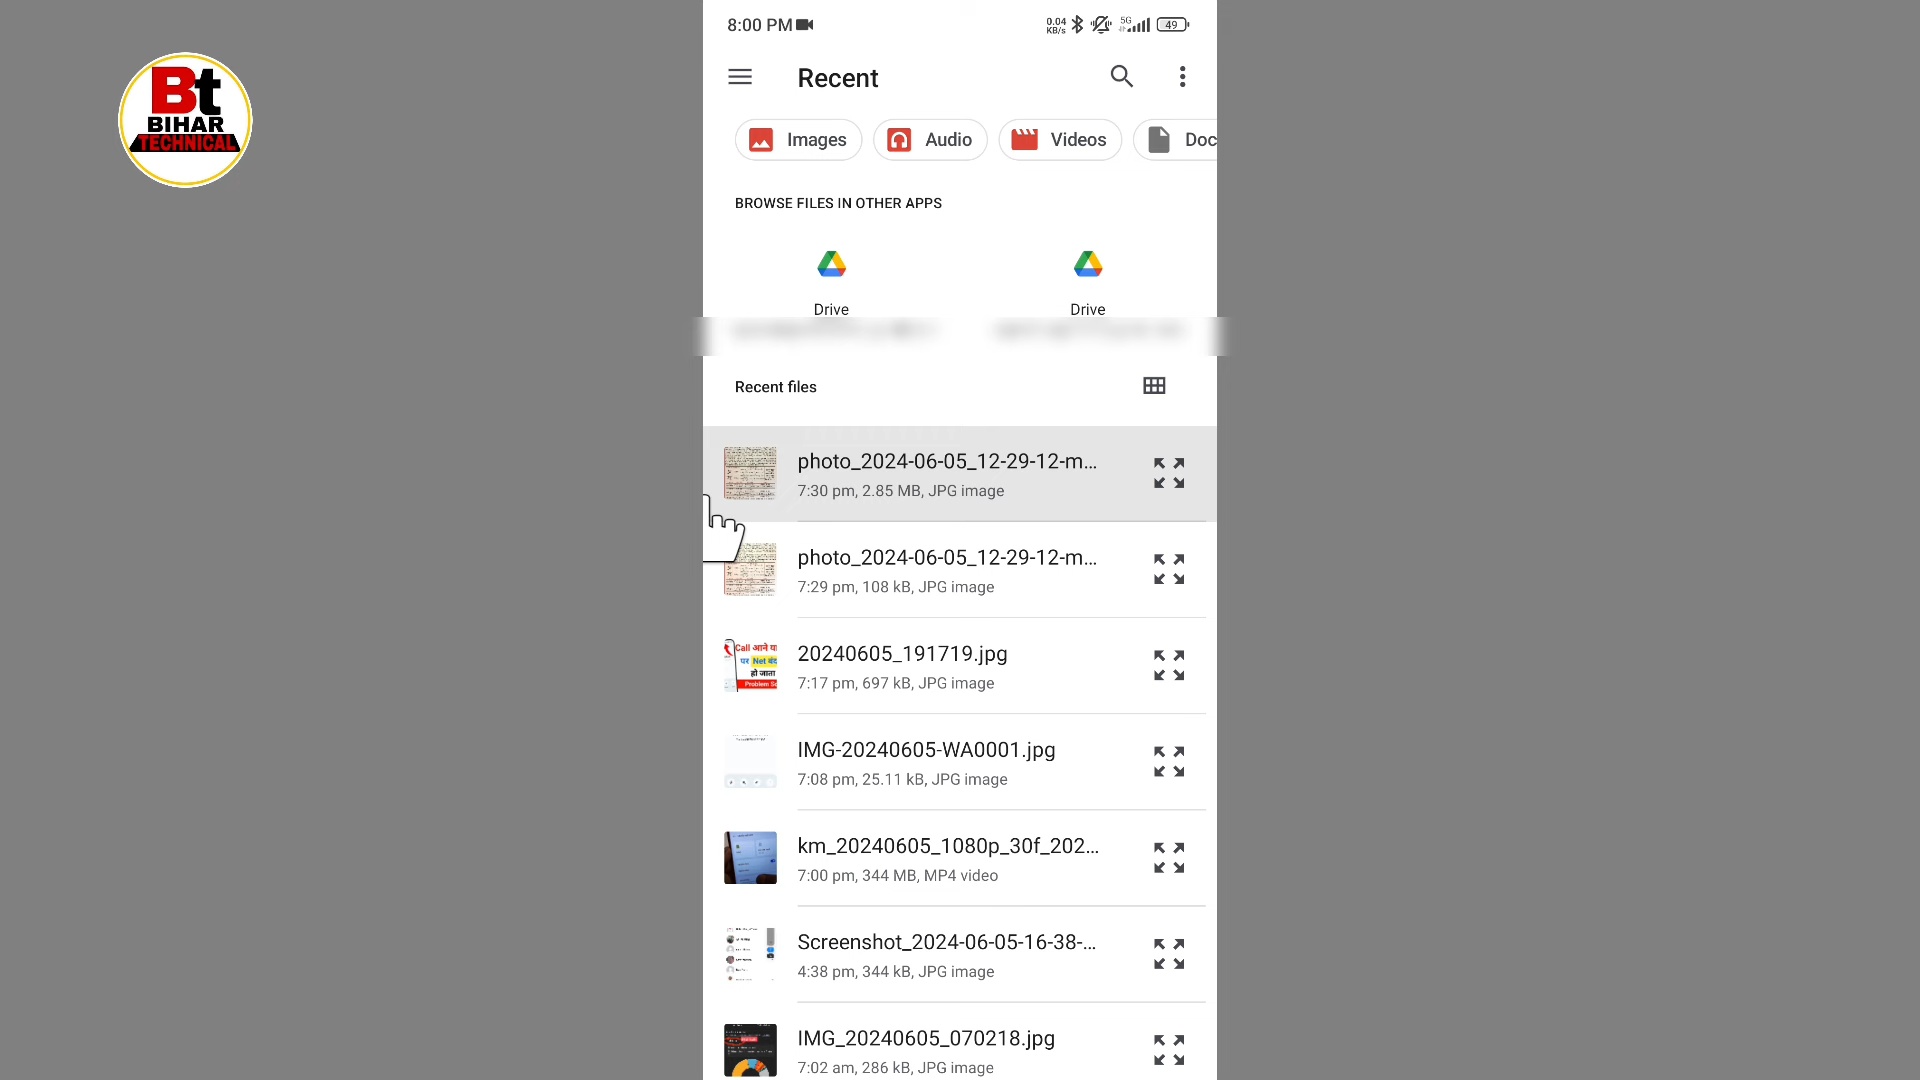 8:00 PM
0.04 KB/s
5G
49
Bt
BIHAR
TECHNICAL
Recent
Images
Audio
Videos
Doc
BROWSE FILES IN OTHER APPS
Drive
Drive
Recent files
photo_2024-06-05_12-29-12-m...
7:30 pm, 2.85 MB, JPG image
photo_2024-06-05_12-29-12-m...
7:29 pm, 108 kB, JPG image
Call आने
पर Net बंद
हो जाता
Problem
20240605_191719.jpg
7:17 pm, 697 kB, JPG image
IMG-20240605-WA0001.jpg
7:08 pm, 25.11 kB, JPG image
km_20240605_1080p_30f_202...
7:00 pm, 344 MB, MP4 video
Screenshot_2024-06-05-16-38-...
4:38 pm, 344 kB, JPG image
IMG_20240605_070218.jpg
7:02 am, 286 kB, JPG image